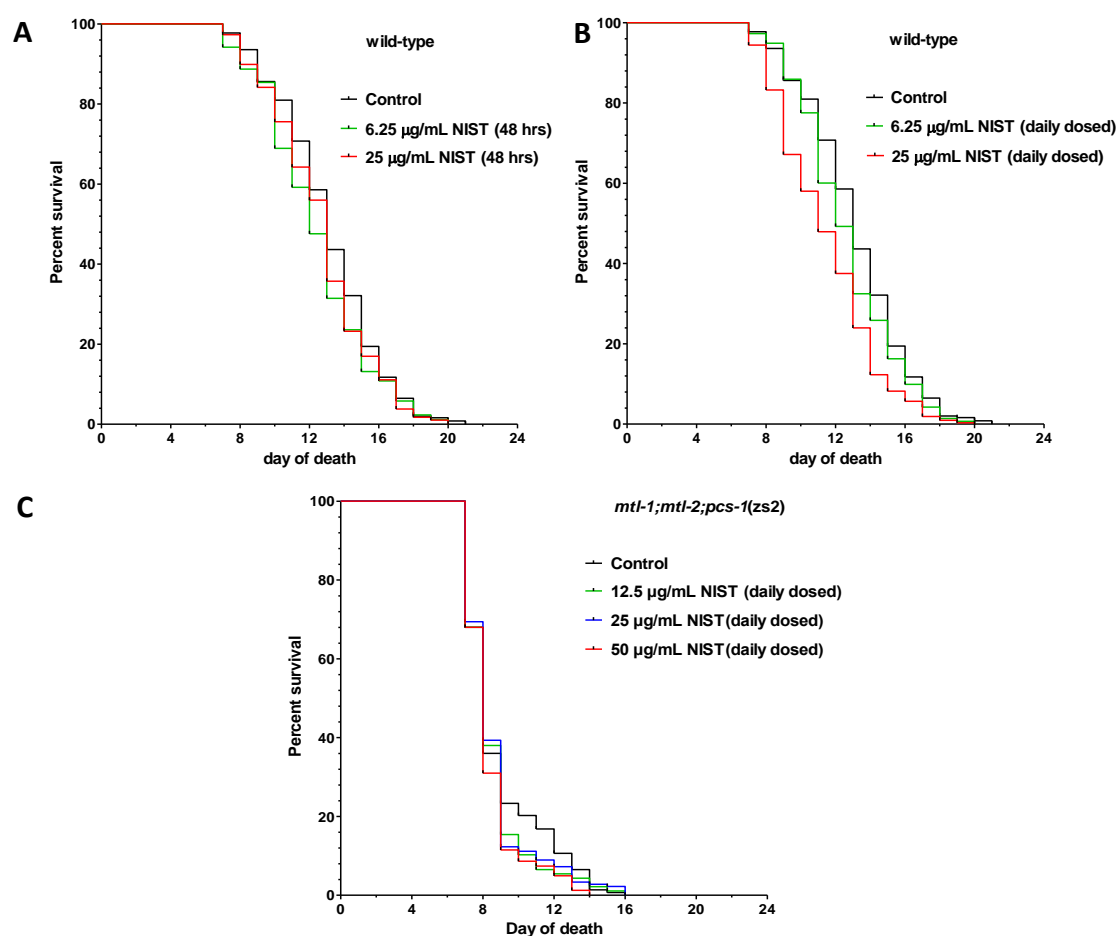 A
wild-type
Control
6.25 µg/mL NIST (48 hrs)
25 µg/mL NIST (48 hrs)
Percent survival
100
80
60
40
20
0
0 4 8 12 16 20 24
day of death
B
wild-type
Control
6.25 µg/mL NIST (daily dosed)
25 µg/mL NIST (daily dosed)
Percent survival
100
80
60
40
20
0
0 4 8 12 16 20 24
day of death
C
mtl-1;mtl-2;pcs-1(zs2)
Control
12.5 µg/mL NIST (daily dosed)
25 µg/mL NIST(daily dosed)
50 µg/mL NIST(daily dosed)
Percent survival
100
80
60
40
20
0
0 4 8 12 16 20 24
Day of death